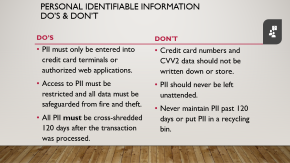 PERSONAL IDENTIFIABLE INFORMATION
DO'S & DON'T
DO'S
• PII must only be entered into
credit card terminals or
authorized web applications.
• Access to PII must be
restricted and all data must be
safeguarded from fire and theft.
• All PII must be cross-shredded
120 days after the transaction
was processed.
DON'T
• Credit card numbers and
CVV2 data should not be
written down or store.
• PII should never be left
unattended.
• Never maintain PII past 120
days or put PII in a recycling
bin.